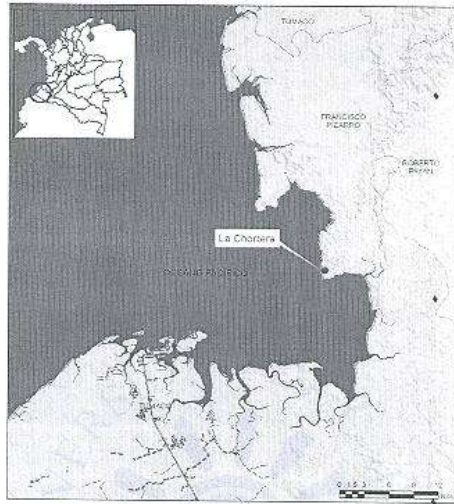 TUMACO
FRANCISCO
PIZARRO
ROBERTO
PAYAN
La Chorrera
OCEANO PACIFICO